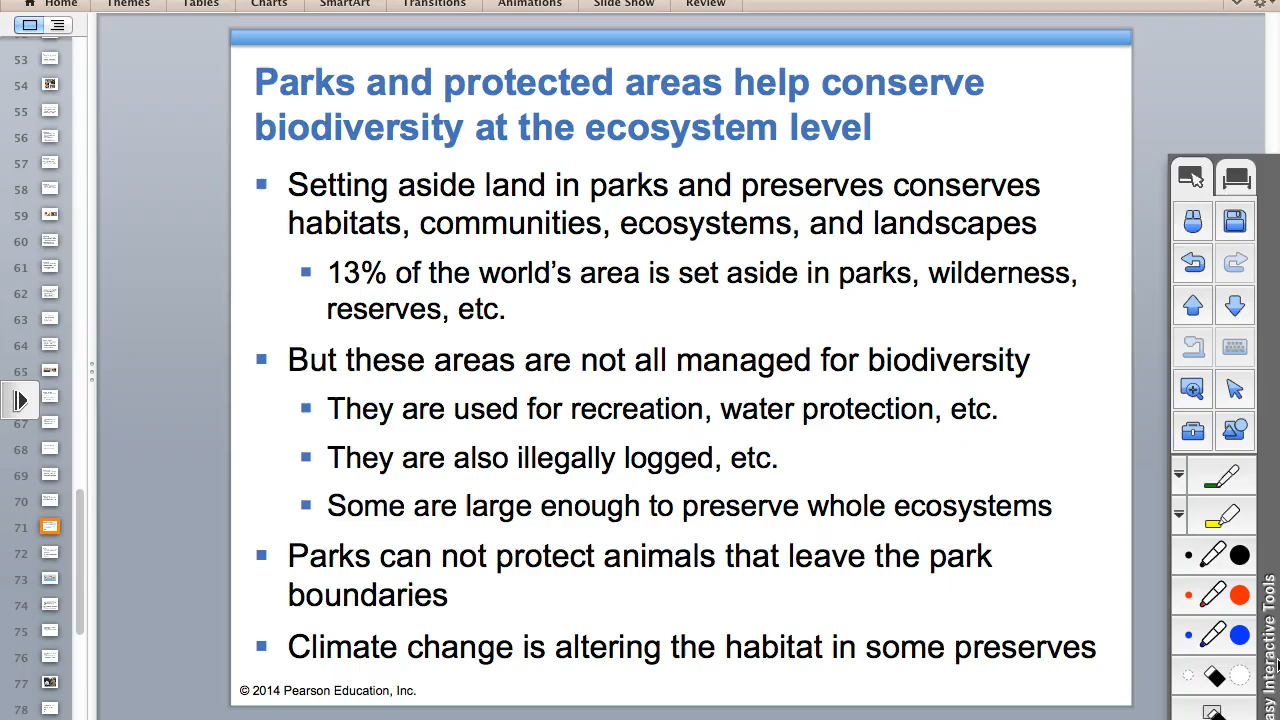 Home Themes Tables Charts SmartArt Transitions Animations Slide Show Review
53
54
55
56
57
58
59
60
61
62
63
64
65
67
68
69
70
71
72
73
74
75
76
77
78
Parks and protected areas help conserve
biodiversity at the ecosystem level
Setting aside land in parks and preserves conserves
habitats, communities, ecosystems, and landscapes
13% of the world's area is set aside in parks, wilderness,
reserves, etc.
But these areas are not all managed for biodiversity
They are used for recreation, water protection, etc.
They are also illegally logged, etc.
Some are large enough to preserve whole ecosystems
Parks can not protect animals that leave the park
boundaries
Climate change is altering the habitat in some preserves
© 2014 Pearson Education, Inc.
Interactive Tools